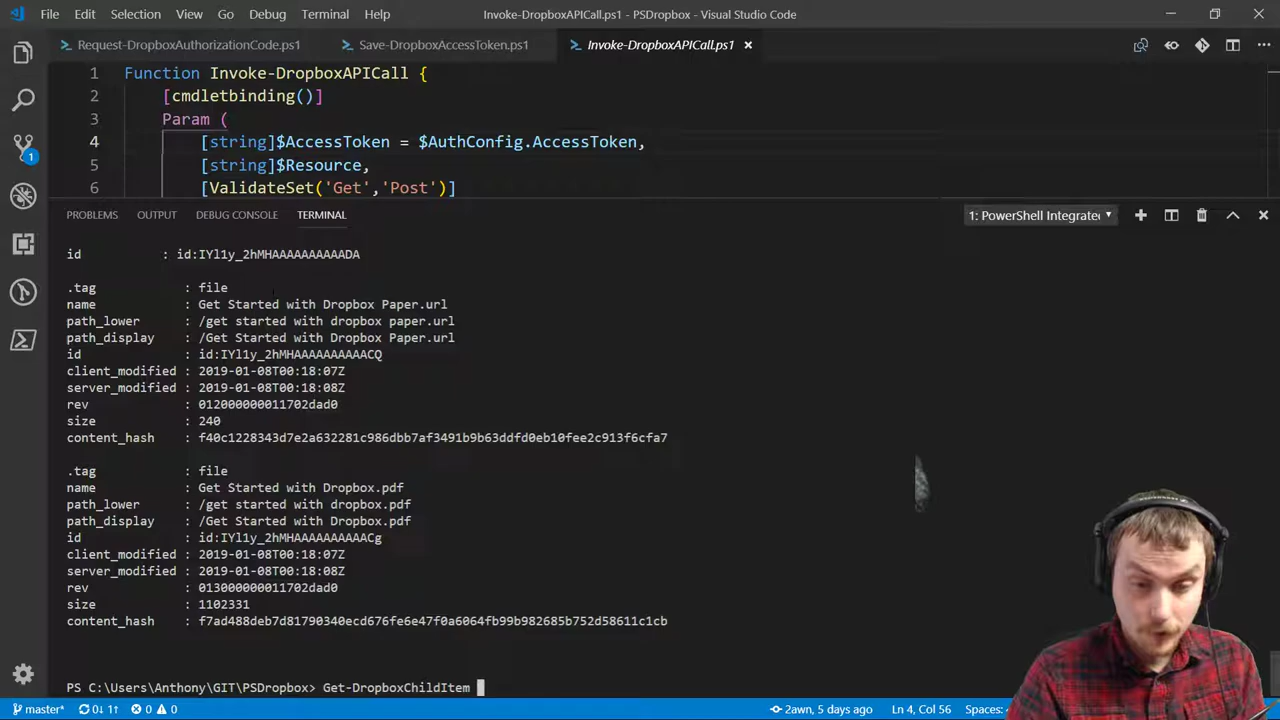 File Edit Selection View Go Debug Terminal Help Invoke-DropboxAPICall.ps1 - PSDropbox - Visual Studio Code
Request-DropboxAuthorizationCode.ps1 Save-DropboxAccessToken.ps1 Invoke-DropboxAPICall.ps1
1 Function Invoke-DropboxAPICall {
2 [cmdletbinding()]
3 Param (
4 [string]$AccessToken = $AuthConfig.AccessToken,
5 [string]$Resource,
6 [ValidateSet('Get','Post')]
1
PROBLEMS OUTPUT DEBUG CONSOLE TERMINAL 1: PowerShell Integrated
id : id:IYl1y_2hMHAAAAAAAAAADA
.tag : file
name : Get Started with Dropbox Paper.url
path_lower : /get started with dropbox paper.url
path_display : /Get Started with Dropbox Paper.url
id : id:IYl1y_2hMHAAAAAAAAAACQ
client_modified : 2019-01-08T00:18:07Z
server_modified : 2019-01-08T00:18:08Z
rev : 012000000011702dad0
size : 240
content_hash : f40c1228343d7e2a632281c986dbb7af3491b9b63ddfd0eb10fee2c913f6cfa7
.tag : file
name : Get Started with Dropbox.pdf
path_lower : /get started with dropbox.pdf
path_display : /Get Started with Dropbox.pdf
id : id:IYl1y_2hMHAAAAAAAAAACg
client_modified : 2019-01-08T00:18:07Z
server_modified : 2019-01-08T00:18:08Z
rev : 013000000011702dad0
size : 1102331
content_hash : f7ad488deb7d81790340ecd676fe6e47f0a6064fb99b982685b752d58611c1cb
PS C:\Users\Anthony\GIT\PSDropbox> Get-DropboxChildItem
master* 0↓ 1↑ 0 0 2awn, 5 days ago Ln 4, Col 56 Spaces: